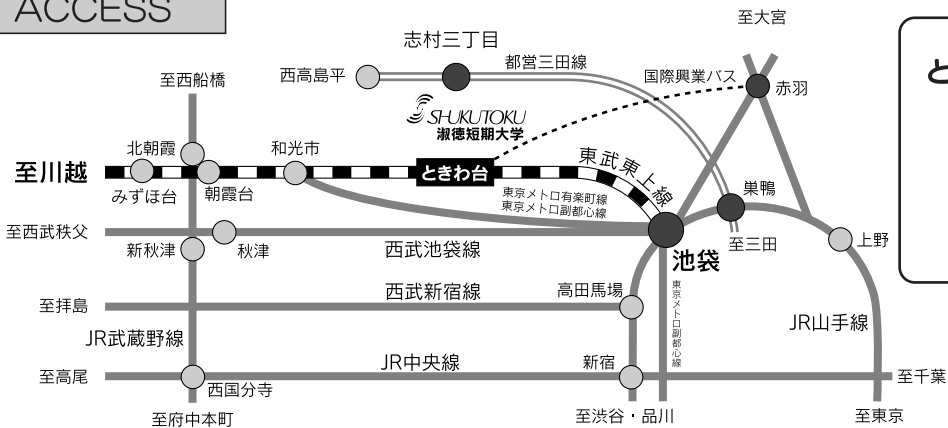 ACCESS
至大宮
志村三丁目
都営三田線
西高島平
国際興業バス
赤羽
至西船橋
SHUKUTOKU
淑徳短期大学
北朝霞
和光市
至川越
ときわ台
東武東上線
みずほ台
朝霞台
東京メトロ有楽町線
東京メトロ副都心線
巣鴨
至西武秩父
新秋津
秋津
西武池袋線
池袋
至三田
上野
西武新宿線
高田馬場
東京メトロ副都心線
至拝島
JR武蔵野線
JR山手線
JR中央線
新宿
至高尾
西国分寺
至千葉
至府中本町
至渋谷・品川
至東京
と